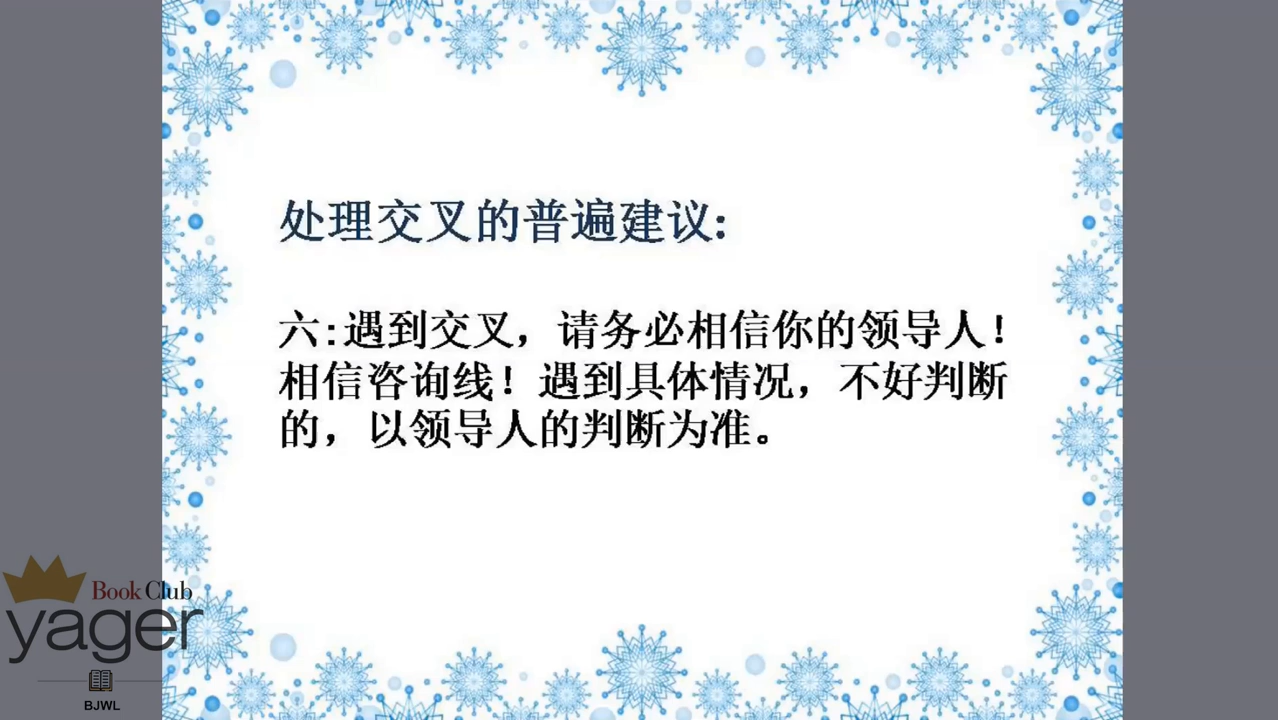 处理交叉的普遍建议:
六:遇到交叉，请务必相信你的领导人！
相信咨询线！遇到具体情况，不好判断
的，以领导人的判断为准。
Book Club
yager
BJWL